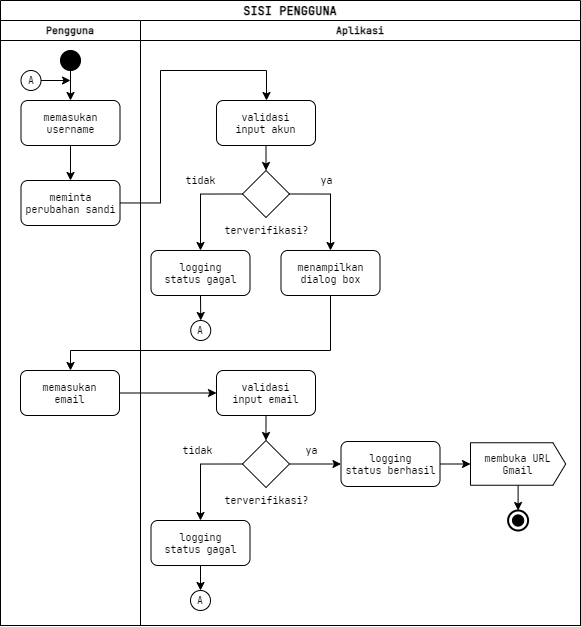 SISI PENGGUNA
Pengguna
Aplikasi
A
memasukan
username
meminta
perubahan sandi
validasi
input akun
tidak
ya
terverifikasi?
logging
status gagal
menampilkan
dialog box
A
memasukan
email
validasi
input email
tidak
ya
terverifikasi?
logging
status berhasil
membuka URL
Gmail
logging
status gagal
A